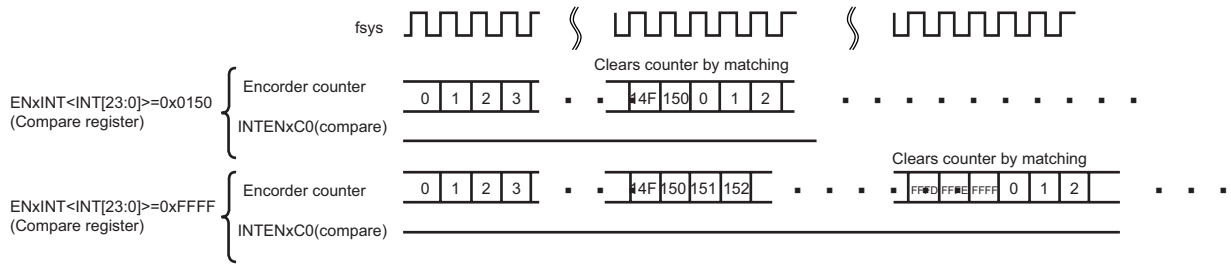 fsys
Clears counter by matching
ENxINT<INT[23:0]>=0x0150
(Compare register)
Encorder counter
0 1 2 3 14F 150 0 1 2
INTENxC0(compare)
Clears counter by matching
ENxINT<INT[23:0]>=0xFFFF
(Compare register)
Encorder counter
0 1 2 3 14F 150 151 152 FFFD FFFE FFFF 0 1 2
INTENxC0(compare)